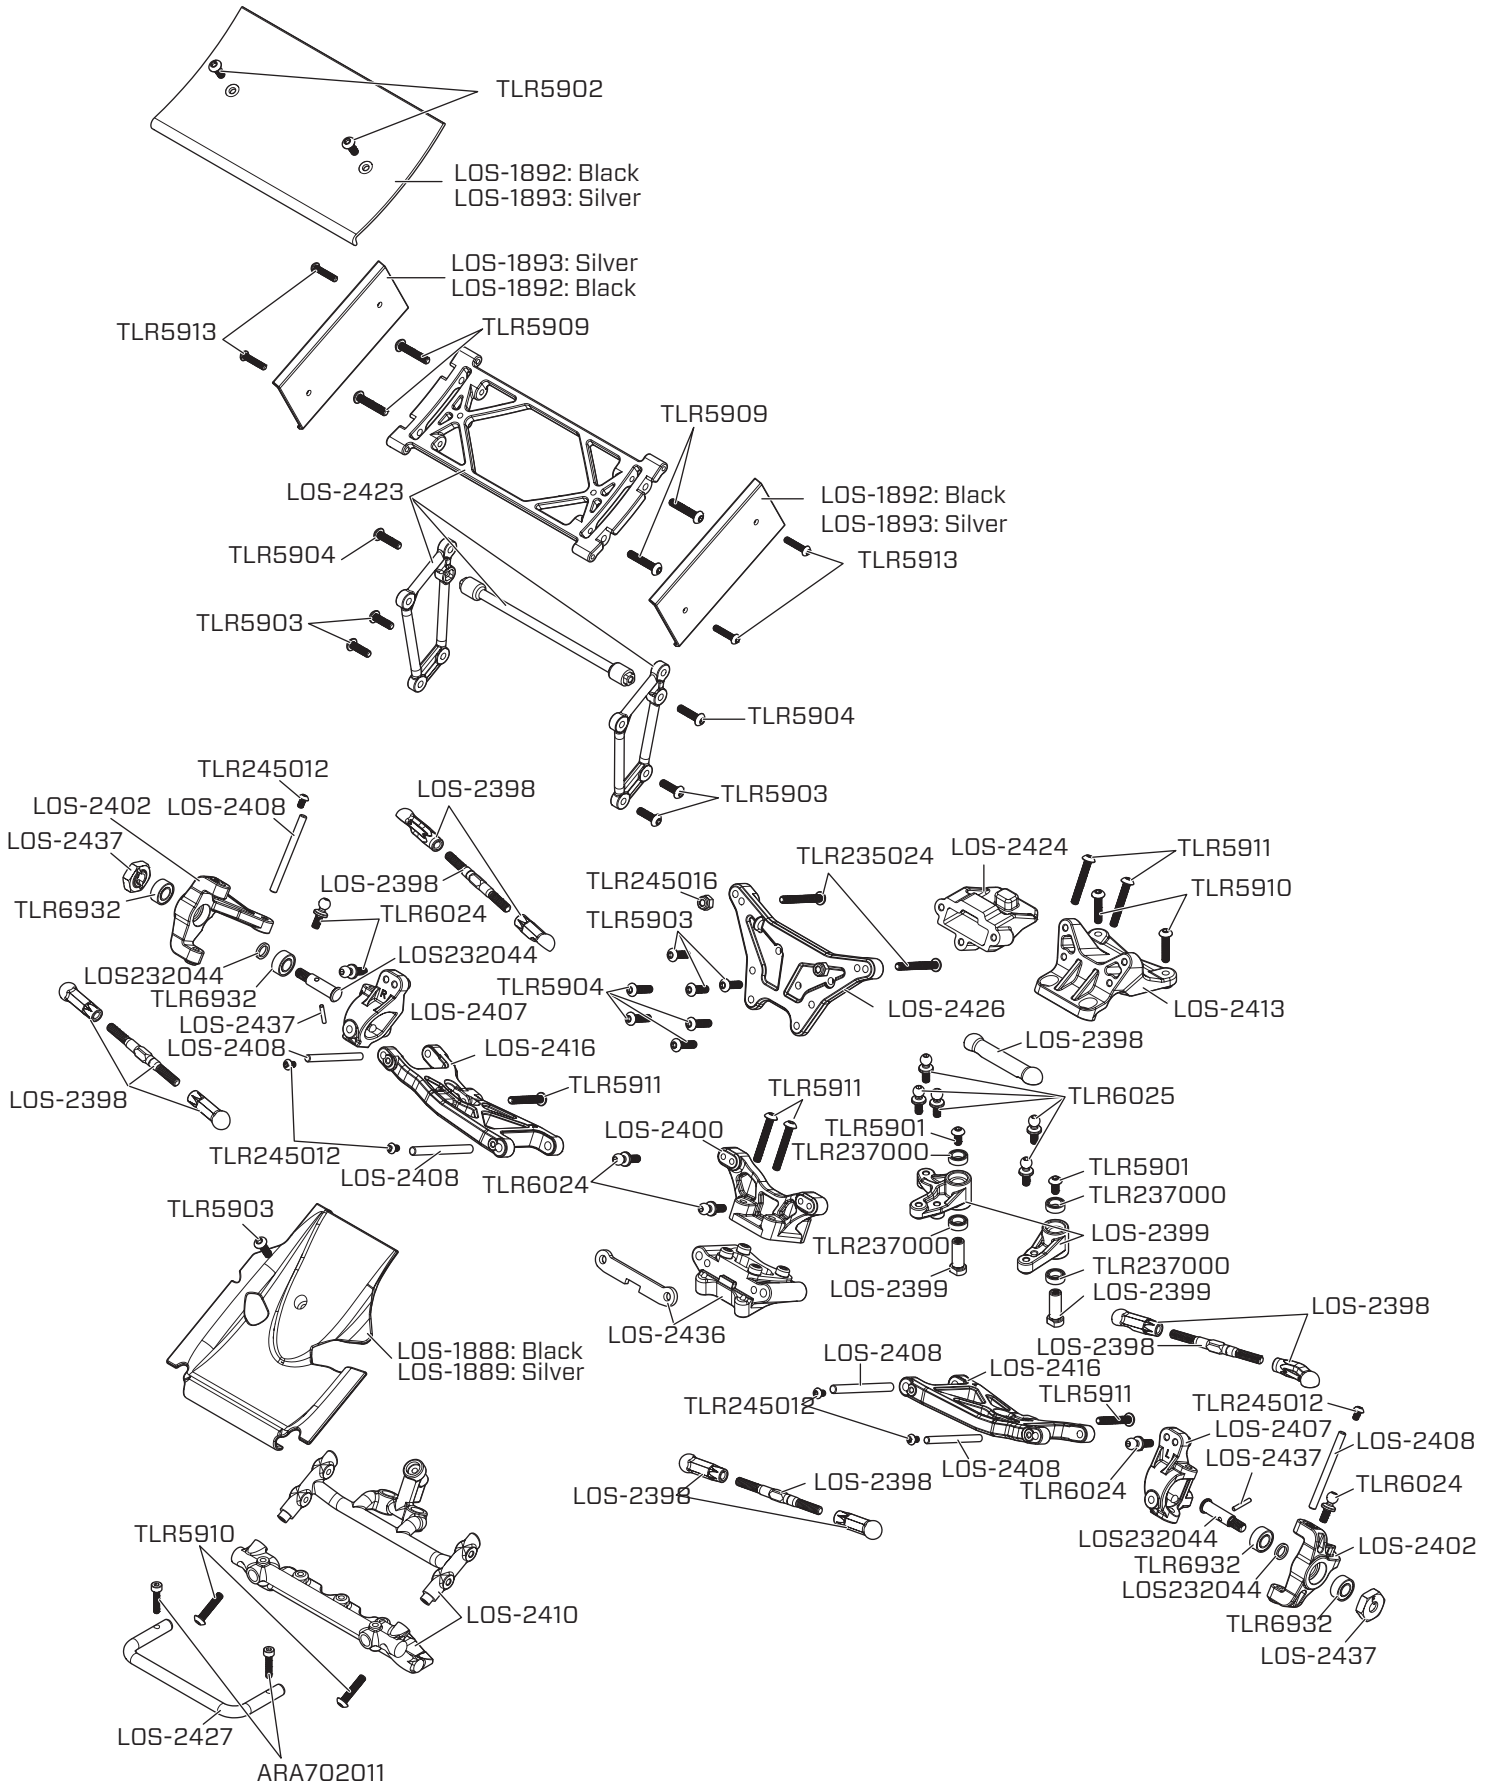 TLR5902
LOS-1892: Black
LOS-1893: Silver
LOS-1893: Silver
LOS-1892: Black
TLR5913
TLR5909
TLR5909
LOS-2423
LOS-1892: Black
LOS-1893: Silver
TLR5904
TLR5913
TLR5903
TLR5904
TLR245012
LOS-2398
TLR5903
LOS-2402
LOS-2408
LOS-2437
LOS-2424
TLR5911
TLR235024
LOS-2398
TLR245016
TLR5910
TLR6932
TLR6024
TLR5903
LOS232044
LOS232044
TLR5904
TLR6932
LOS-2407
R
LOS-2426
LOS-2413
LOS-2437
LOS-2408
LOS-2416
LOS-2398
TLR5911
TLR5911
TLR6025
LOS-2398
LOS-2400
TLR5901
TLR237000
TLR245012
LOS-2408
TLR5901
TLR6024
TLR237000
TLR5903
LOS-2399
TLR237000
TLR237000
LOS-2399
LOS-2399
LOS-2398
LOS-2436
LOS-2398
LOS-1888: Black
LOS-1889: Silver
LOS-2408
LOS-2416
TLR5911
TLR245012
TLR245012
LOS-2407
L
LOS-2408
LOS-2437
LOS-2408
LOS-2398
LOS-2398
TLR6024
TLR6024
TLR5910
LOS232044
LOS-2402
TLR6932
LOS232044
LOS-2410
TLR6932
LOS-2437
LOS-2427
ARA702011